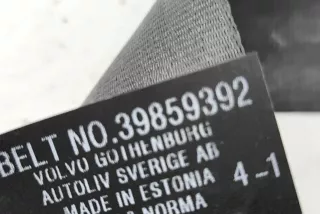 BELT NO.39859392
VOLVO GOTHENBURG
AUTOLIV SVERIGE AB
MADE IN ESTONIA 4-1
& NORMA